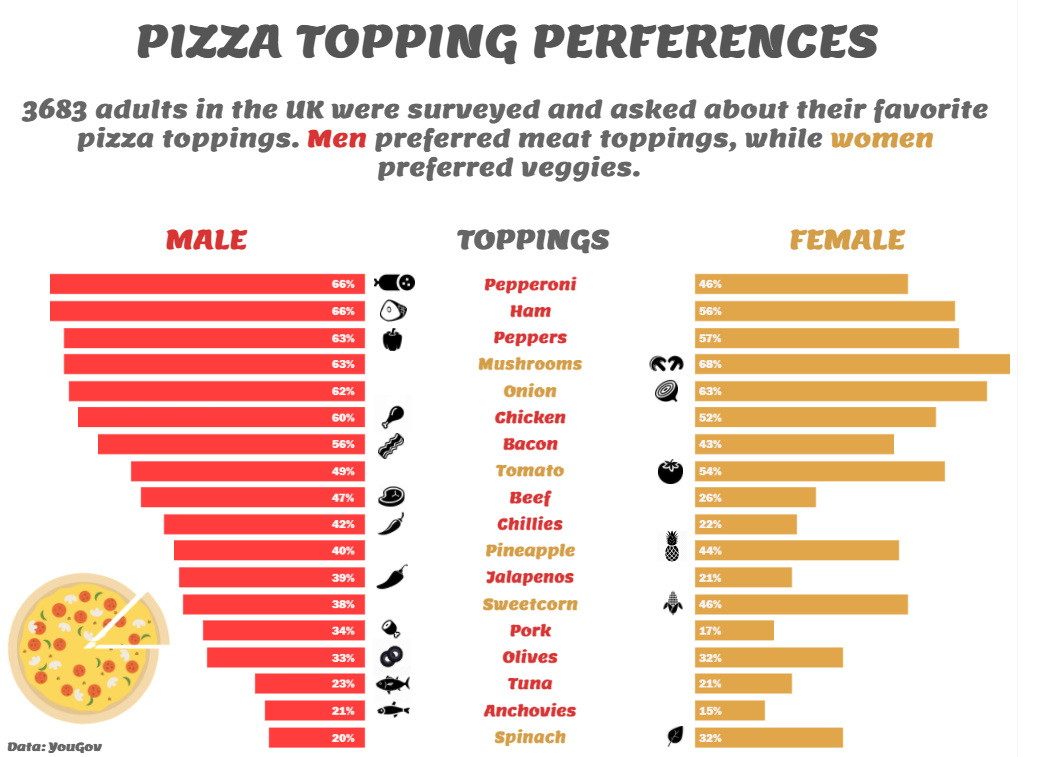 PIZZA TOPPING PERFERENCES
3683 adults in the UK were surveyed and asked about their favorite
pizza toppings. Men preferred meat toppings, while women
preferred veggies.
MALE TOPPINGS FEMALE
66% Pepperoni 46%
66% Ham 56%
63% Peppers 57%
63% Mushrooms 68%
62% Onion 63%
60% Chicken 52%
56% Bacon 43%
49% Tomato 54%
47% Beef 26%
42% Chillies 22%
40% Pineapple 44%
39% Jalapenos 21%
38% Sweetcorn 46%
34% Pork 17%
33% Olives 32%
23% Tuna 21%
21% Anchovies 15%
20% Spinach 32%
Data: YouGov